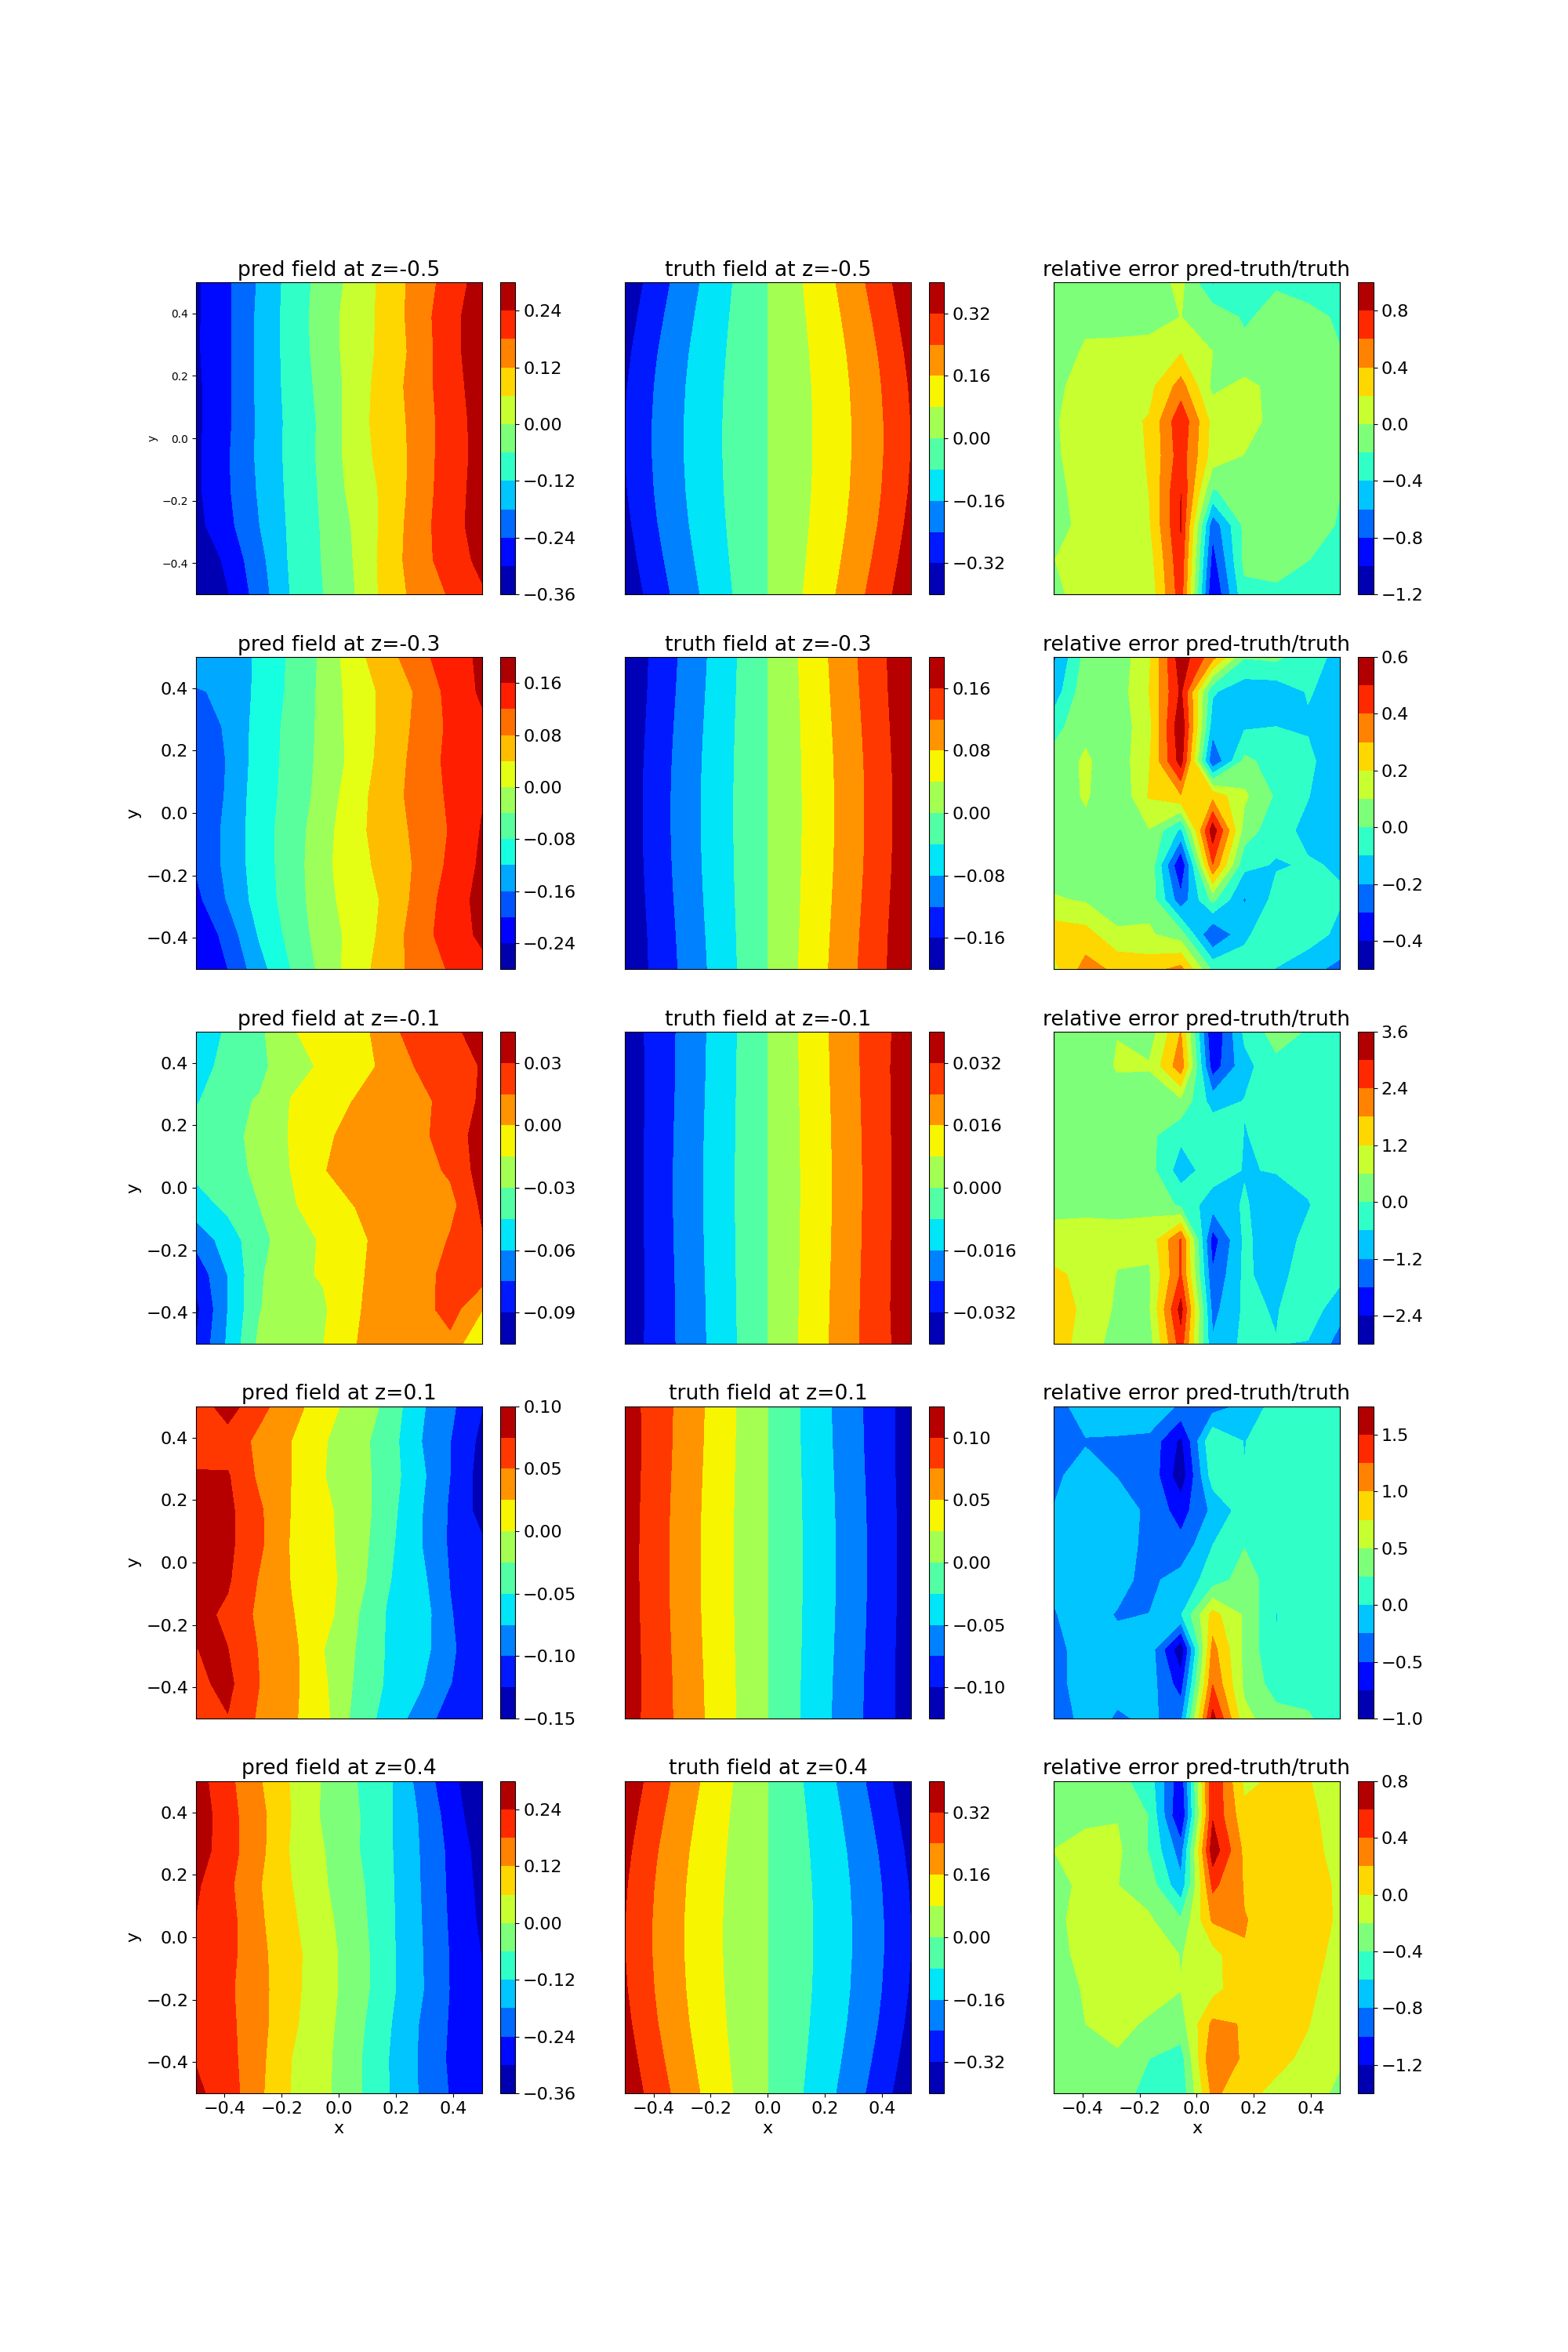 pred field at z=-0.5 truth field at z=-0.5 relative error pred-truth/truth
0.4 0.24 0.32 0.8
0.2 0.12 0.16 0.4
y 0.0 0.00 0.00 0.0
−0.2 −0.12 −0.16 −0.4
−0.4 −0.24 −0.32 −0.8
−0.36 −1.2
pred field at z=-0.3 truth field at z=-0.3 relative error pred-truth/truth
0.6
0.4 0.16 0.16 0.4
0.2 0.08 0.08 0.2
y 0.0 0.00 0.00 0.0
−0.2 −0.08 −0.08 −0.2
−0.4 −0.16 −0.16 −0.4
−0.24
pred field at z=-0.1 truth field at z=-0.1 relative error pred-truth/truth
3.6
0.4 0.03 0.032 2.4
0.2 0.00 0.016 1.2
y 0.0 −0.03 0.000 0.0
−0.2 −0.06 −0.016 −1.2
−0.4 −0.09 −0.032 −2.4
pred field at z=0.1 truth field at z=0.1 relative error pred-truth/truth
0.10
0.4 0.05 0.10 1.5
0.2 0.00 0.05 1.0
y 0.0 −0.05 0.00 0.5
−0.2 −0.10 −0.05 0.0
−0.4 −0.15 −0.10 −0.5
−1.0
pred field at z=0.4 truth field at z=0.4 relative error pred-truth/truth
0.8
0.4 0.24 0.32 0.4
0.2 0.12 0.16 0.0
y 0.0 0.00 0.00 −0.4
−0.2 −0.12 −0.16 −0.8
−0.4 −0.24 −0.32 −1.2
−0.36
−0.4 −0.2 0.0 0.2 0.4 −0.4 −0.2 0.0 0.2 0.4 −0.4 −0.2 0.0 0.2 0.4
x x x